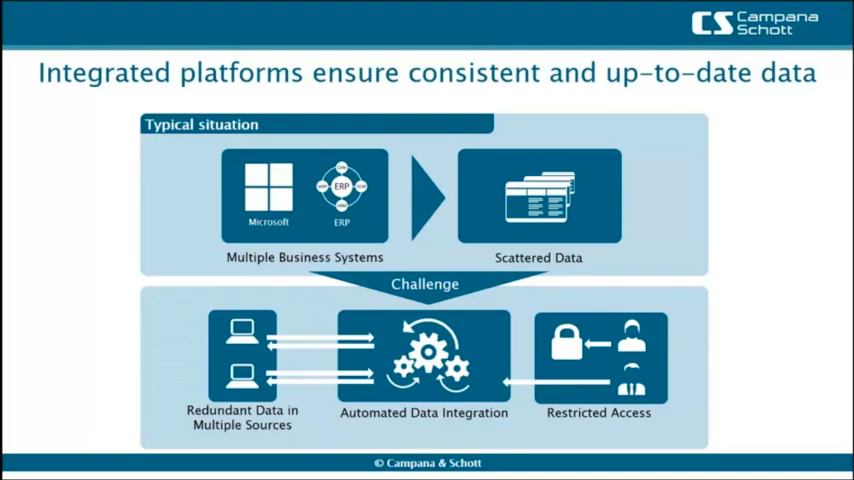 CS Campana
Schott
Integrated platforms ensure consistent and up-to-date data
Typical situation
ERP
Microsoft
ERP
Multiple Business Systems
Scattered Data
Challenge
Redundant Data in
Multiple Sources
Automated Data Integration
Restricted Access
© Campana & Schott